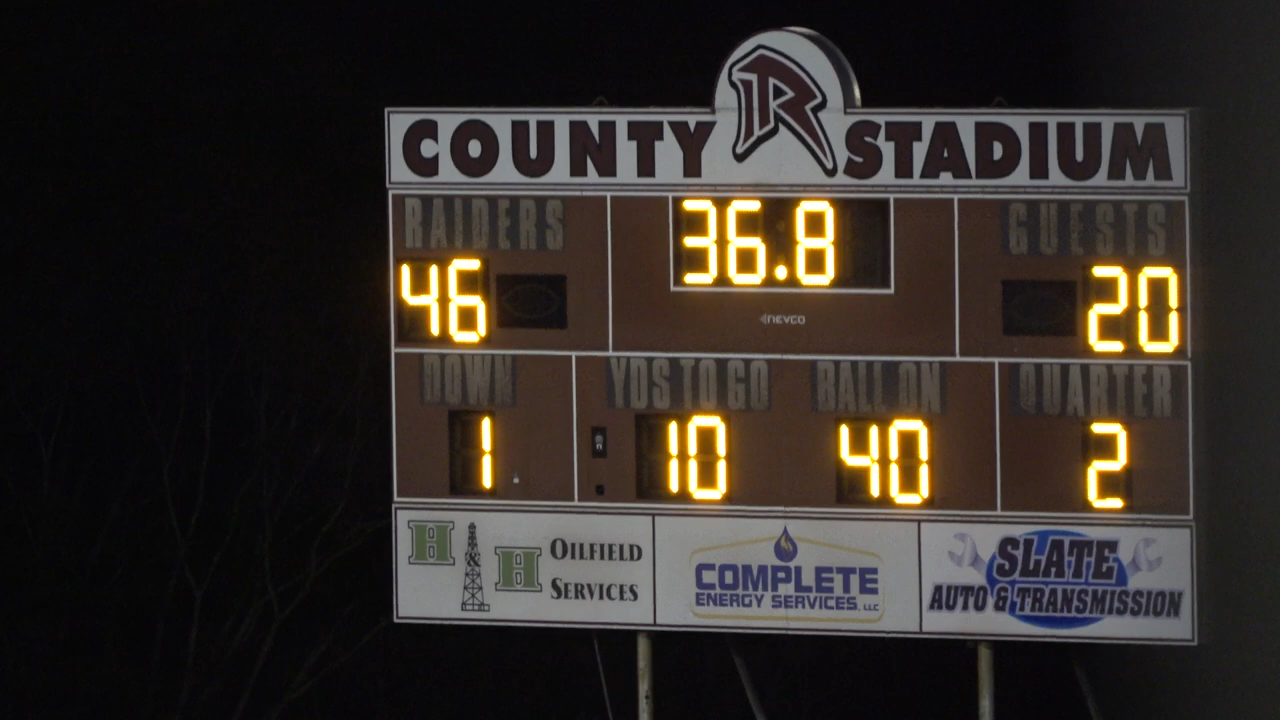 R
COUNTY STADIUM
RAIDERS 36.8 GUESTS
46 20
NEVCO
DOWN YDS TO GO BALL ON QUARTER
1 10 40 2
H & H OILFIELD SERVICES
COMPLETE
ENERGY SERVICES, LLC
SLATE
AUTO & TRANSMISSION